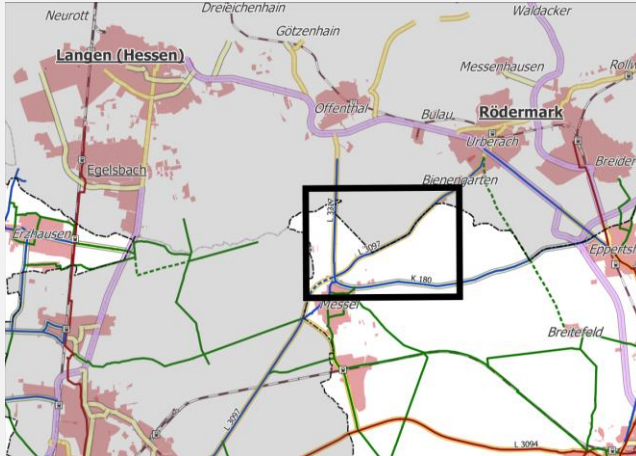 Neurott
Dreieichenhain
Waldacker
Götzenhain
Langen (Hessen)
Messenhausen
Offenthal
Bulau
Rödermark
Urberach
Egelsbach
Bienengarten
L 3097
Erzhausen
K 180
Messel
Breitefeld
L 3097
L 3094